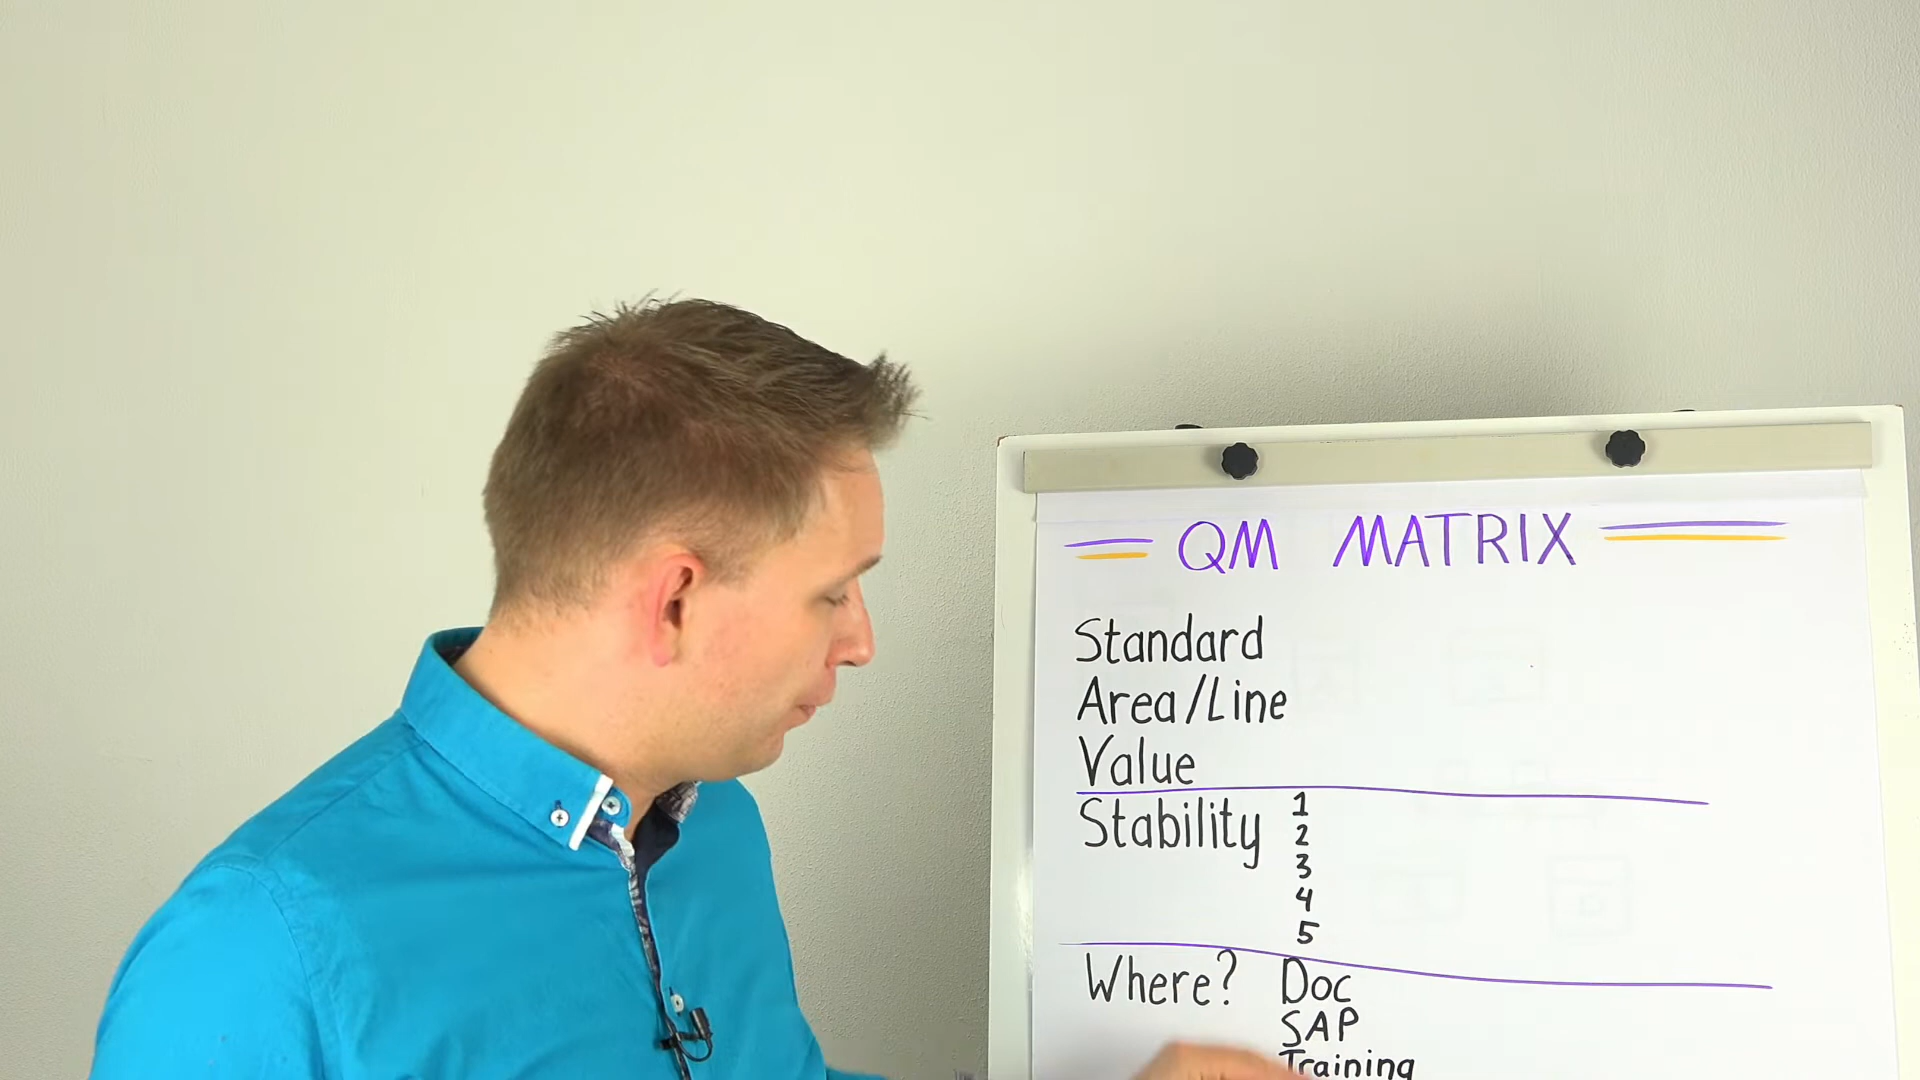 QM MATRIX
Standard
Area/Line
Value
Stability 1
2
3
4
5
Where? Doc
SAP
Training